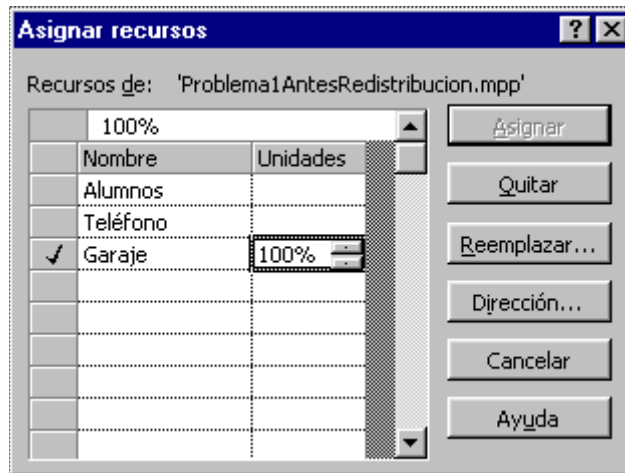 Asignar recursos
Recursos de: 'Problema1AntesRedistribucion.mpp'
100%
Asignar
Nombre Unidades
Alumnos
Quitar
Teléfono
Garaje 100%
Reemplazar...
Dirección...
Cancelar
Ayuda